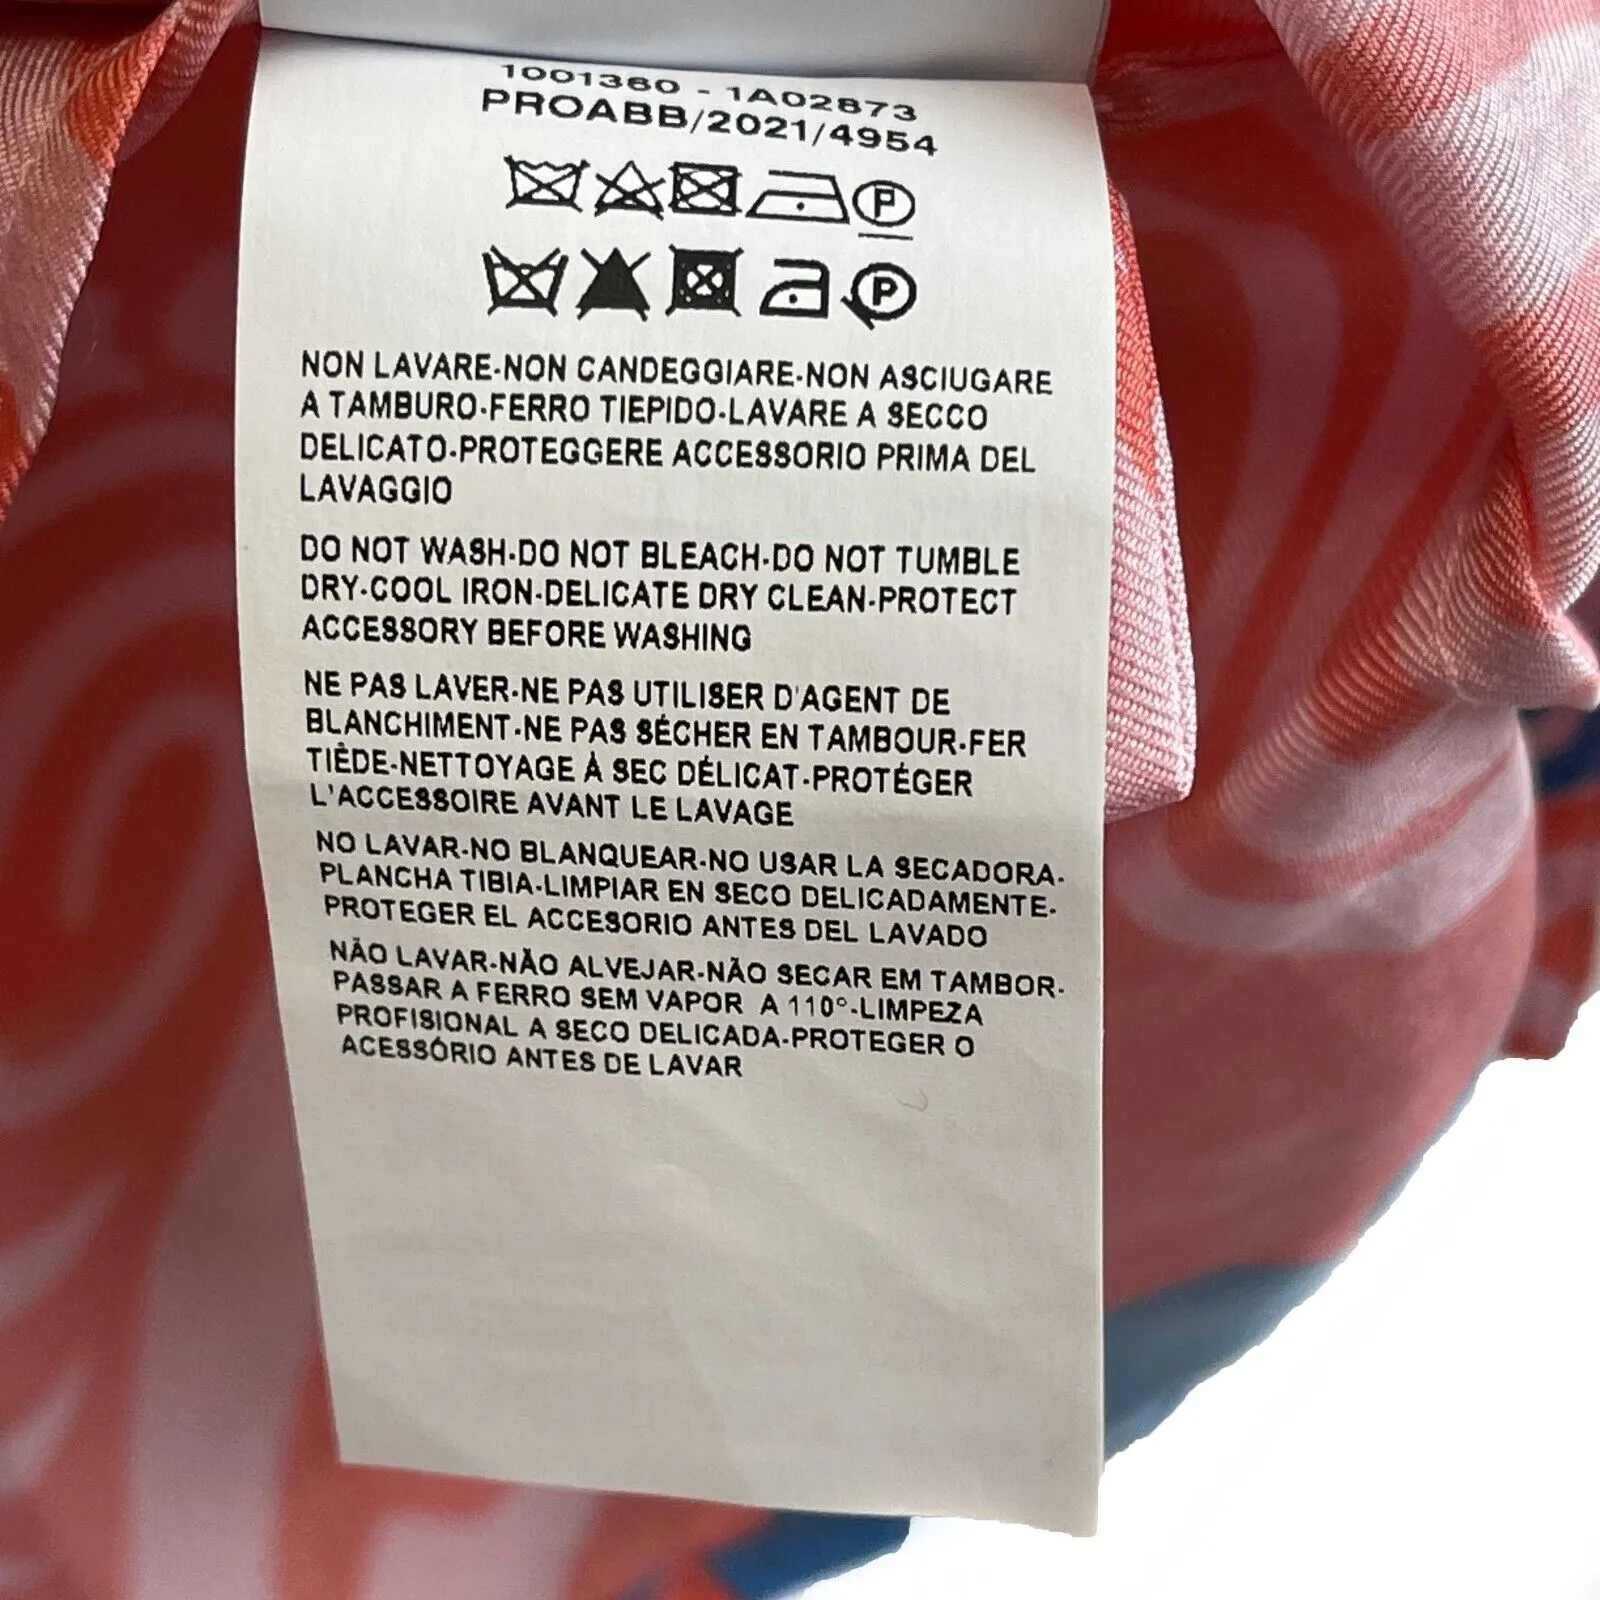 1001360 - 1A02873
PROABB/2021/4954
P
P
NON LAVARE-NON CANDEGGIARE-NON ASCIUGARE
A TAMBURO-FERRO TIEPIDO-LAVARE A SECCO
DELICATO-PROTEGGERE ACCESSORIO PRIMA DEL
LAVAGGIO
DO NOT WASH-DO NOT BLEACH-DO NOT TUMBLE
DRY-COOL IRON-DELICATE DRY CLEAN-PROTECT
ACCESSORY BEFORE WASHING
NE PAS LAVER-NE PAS UTILISER D'AGENT DE
BLANCHIMENT-NE PAS SÉCHER EN TAMBOUR-FER
TIÈDE-NETTOYAGE À SEC DÉLICAT-PROTÉGER
L'ACCESSOIRE AVANT LE LAVAGE
NO LAVAR-NO BLANQUEAR-NO USAR LA SECADORA-
PLANCHA TIBIA-LIMPIAR EN SECO DELICADAMENTE-
PROTEGER EL ACCESORIO ANTES DEL LAVADO
NÃO LAVAR-NÃO ALVEJAR-NÃO SECAR EM TAMBOR-
PASSAR A FERRO SEM VAPOR A 110°-LIMPEZA
PROFISIONAL A SECO DELICADA-PROTEGER O
ACESSÓRIO ANTES DE LAVAR